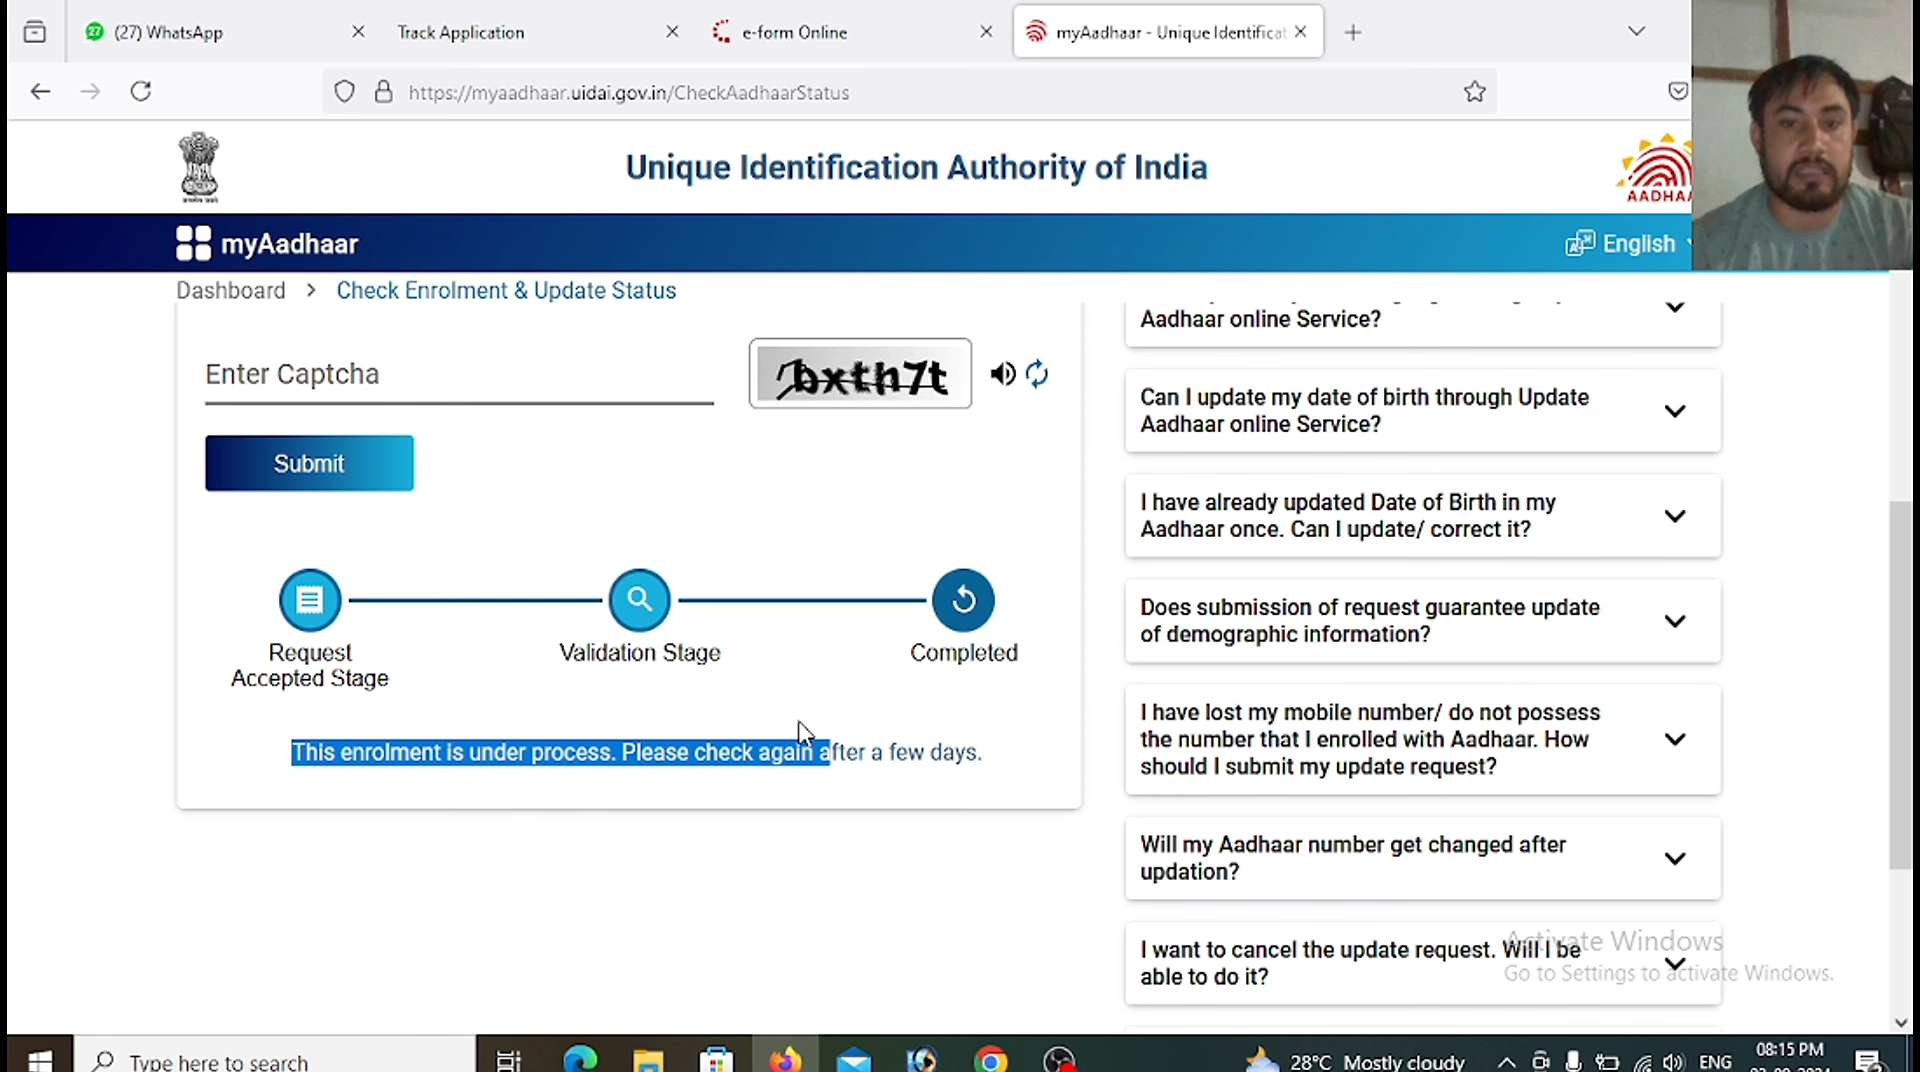 (27) WhatsApp
Track Application
e-form Online
myAadhaar - Unique Identificat
https://myaadhaar.uidai.gov.in/CheckAadhaarStatus
Unique Identification Authority of India
AADHAA
myAadhaar
English
Dashboard > Check Enrolment & Update Status
Enter Captcha
Submit
Request
Accepted Stage
Validation Stage
Completed
This enrolment is under process. Please check again after a few days.
Aadhaar online Service?
Can I update my date of birth through Update
Aadhaar online Service?
I have already updated Date of Birth in my
Aadhaar once. Can I update/ correct it?
Does submission of request guarantee update
of demographic information?
I have lost my mobile number/ do not possess
the number that I enrolled with Aadhaar. How
should I submit my update request?
Will my Aadhaar number get changed after
updation?
I want to cancel the update request. Will I be
able to do it?
Activate Windows
Go to Settings to activate Windows.
Type here to search
28°C Mostly cloudy
ENG
08:15 PM